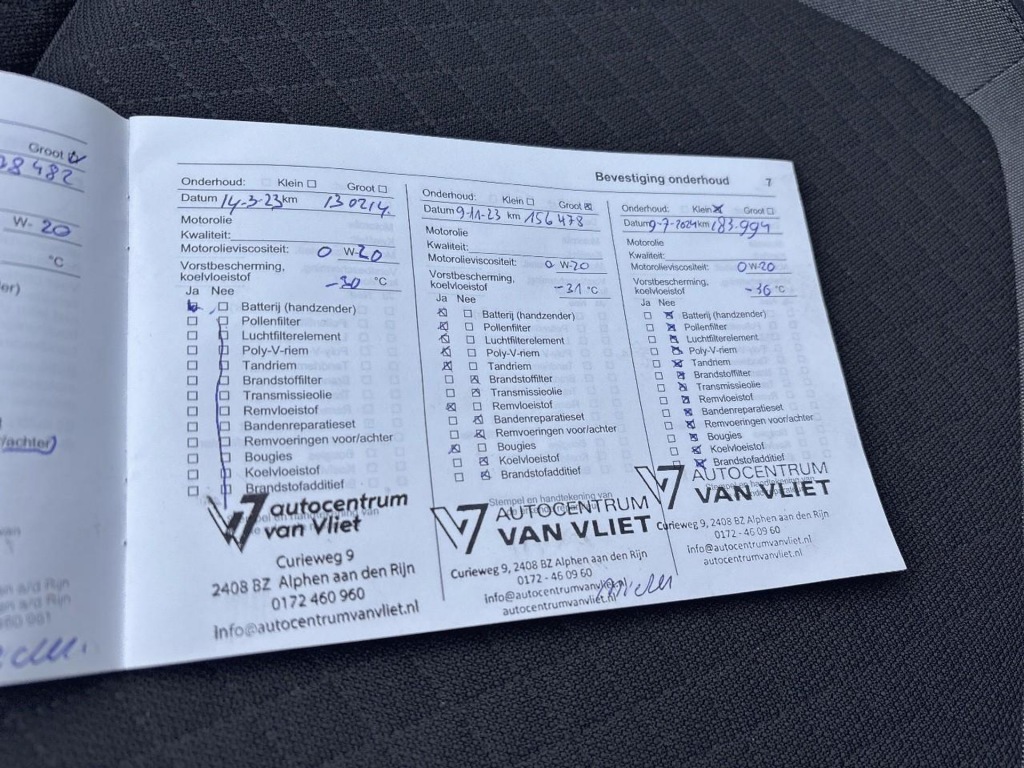 Groot
78482
W- 20
°C
/achter)
Bevestiging onderhoud 7
Onderhoud: Klein Groot
Datum 14-3-23 km 130214
Motorolie
Kwaliteit:
Motorolieviscositeit: 0 W-20
Vorstbescherming,
koelvloeistof -30 °C
Ja Nee
Batterij (handzender)
Pollenfilter
Luchtfilterelement
Poly-V-riem
Tandriem
Brandstoffilter
Transmissieolie
Remvloeistof
Bandenreparatieset
Remvoeringen voor/achter
Bougies
Koelvloeistof
Brandstofadditief
autocentrum
van Vliet
Curieweg 9
2408 BZ Alphen aan den Rijn
0172 460 960
info@autocentrumvanvliet.nl
Onderhoud: Klein Groot
Datum 9-11-23 km 156478
Motorolie
Kwaliteit:
Motorolieviscositeit: 0 W-20
Vorstbescherming,
koelvloeistof -31 °C
Ja Nee
Batterij (handzender)
Pollenfilter
Luchtfilterelement
Poly-V-riem
Tandriem
Brandstoffilter
Transmissieolie
Remvloeistof
Bandenreparatieset
Remvoeringen voor/achter
Bougies
Koelvloeistof
Brandstofadditief
Stempel en handtekening van
AUTOCENTRUM
VAN VLIET
Curieweg 9, 2408 BZ Alphen aan den Rijn
0172 - 46 09 60
info@autocentrumvanvliet.nl
autocentrumvanvliet.nl
Onderhoud: Klein Groot
Datum 9-7-2024 km 183.994
Motorolie
Kwaliteit:
Motorolieviscositeit: 0 W-20
Vorstbescherming,
koelvloeistof -36 °C
Ja Nee
Batterij (handzender)
Pollenfilter
Luchtfilterelement
Poly-V-riem
Tandriem
Brandstoffilter
Transmissieolie
Remvloeistof
Bandenreparatieset
Remvoeringen voor/achter
Bougies
Koelvloeistof
Brandstofadditief
AUTOCENTRUM
VAN VLIET
Curieweg 9, 2408 BZ Alphen aan den Rijn
0172 - 46 09 60
info@autocentrumvanvliet.nl
autocentrumvanvliet.nl